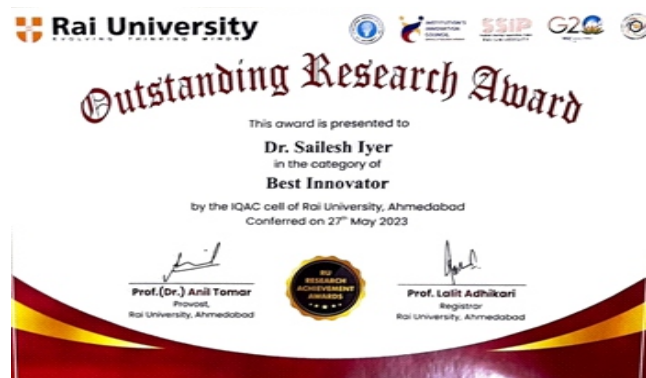 Rai University
EVOLVING THINKING MINDS
INSTITUTION'S
INNOVATION
COUNCIL
SSIP
G20
Outstanding Research Award
This award is presented to
Dr. Sailesh Iyer
in the category of
Best Innovator
by the IQAC cell of Rai University, Ahmedabad
Conferred on 27th May 2023
Prof.(Dr.) Anil Tomar
Provost,
Rai University, Ahmedabad
RU
RESEARCH
ACHIEVEMENT
AWARDS
Prof. Lalit Adhikari
Registrar
Rai University, Ahmedabad